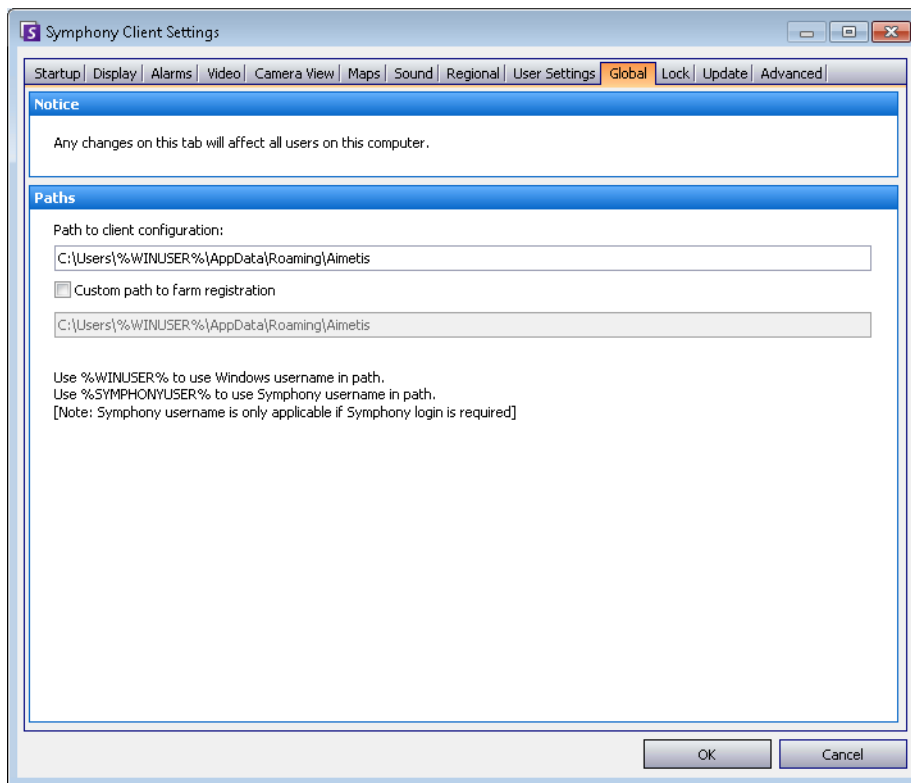 Symphony Client Settings
Startup Display Alarms Video Camera View Maps Sound Regional User Settings Global Lock Update Advanced
Notice
Any changes on this tab will affect all users on this computer.
Paths
Path to client configuration:
C:\Users\%WINUSER%\AppData\Roaming\Aimetis
Custom path to farm registration
C:\Users\%WINUSER%\AppData\Roaming\Aimetis
Use %WINUSER% to use Windows username in path.
Use %SYMPHONYUSER% to use Symphony username in path.
[Note: Symphony username is only applicable if Symphony login is required]
OK Cancel